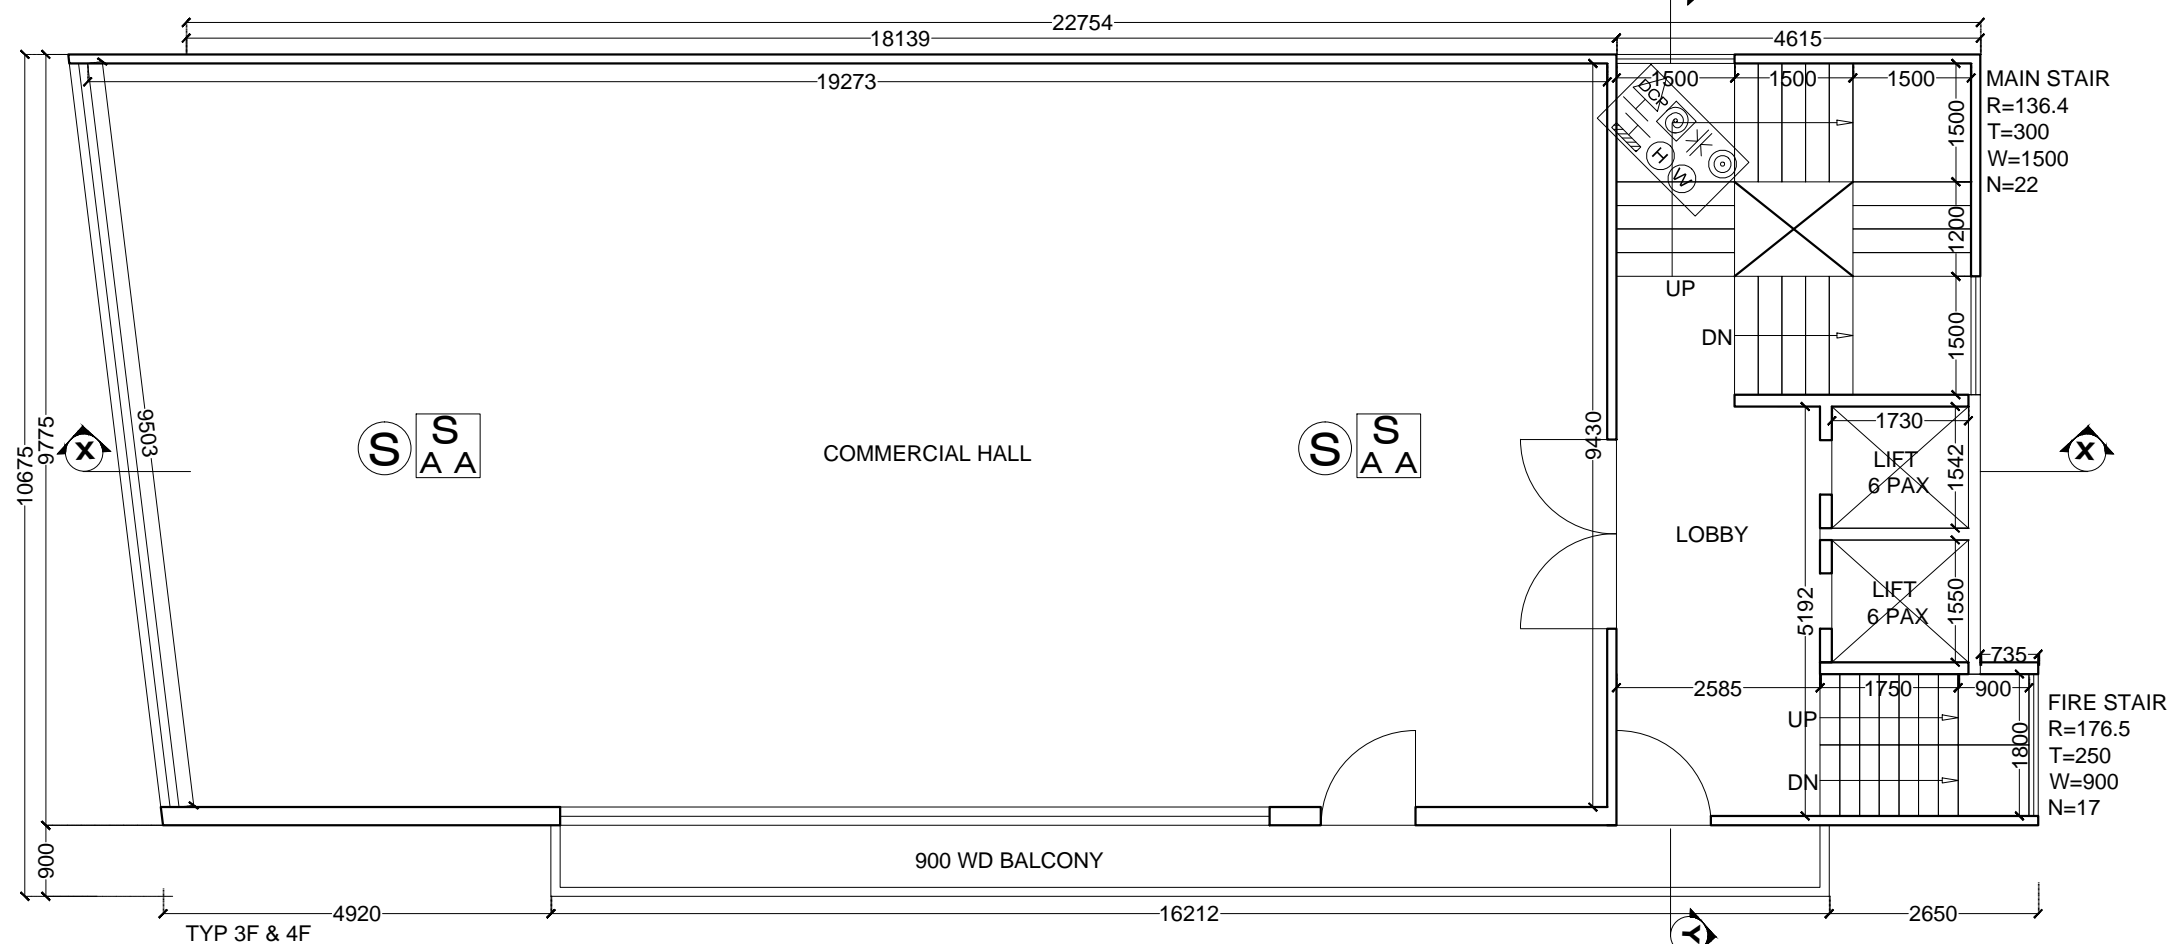 22754
18139
4615
19273
1500
1500
1500
MAIN STAIR
R=136.4
T=300
W=1500
N=22
DCP
H
W
1500
1200
1500
UP
DN
10675
9775
9503
X
S
S
A A
COMMERCIAL HALL
S
S
A A
9430
1730
LIFT
6 PAX
1542
X
LOBBY
LIFT
6 PAX
1550
5192
735
2585
1750
900
FIRE STAIR
R=176.5
T=250
W=900
N=17
UP
DN
1800
900
900 WD BALCONY
4920
16212
2650
TYP 3F & 4F
Y